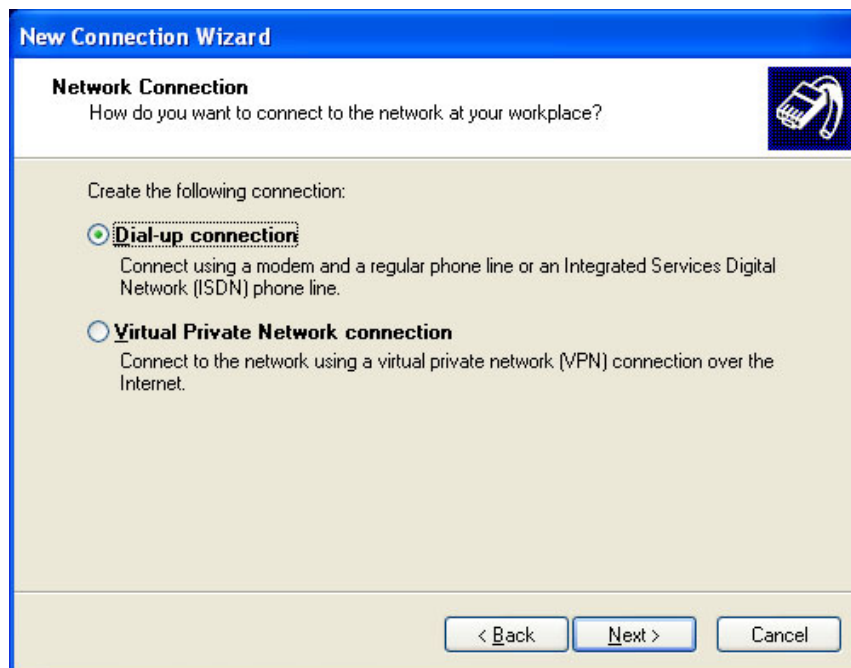 New Connection Wizard
Network Connection
How do you want to connect to the network at your workplace?
Create the following connection:
Dial-up connection
Connect using a modem and a regular phone line or an Integrated Services Digital
Network (ISDN) phone line.
Virtual Private Network connection
Connect to the network using a virtual private network (VPN) connection over the
Internet.
< Back
Next >
Cancel